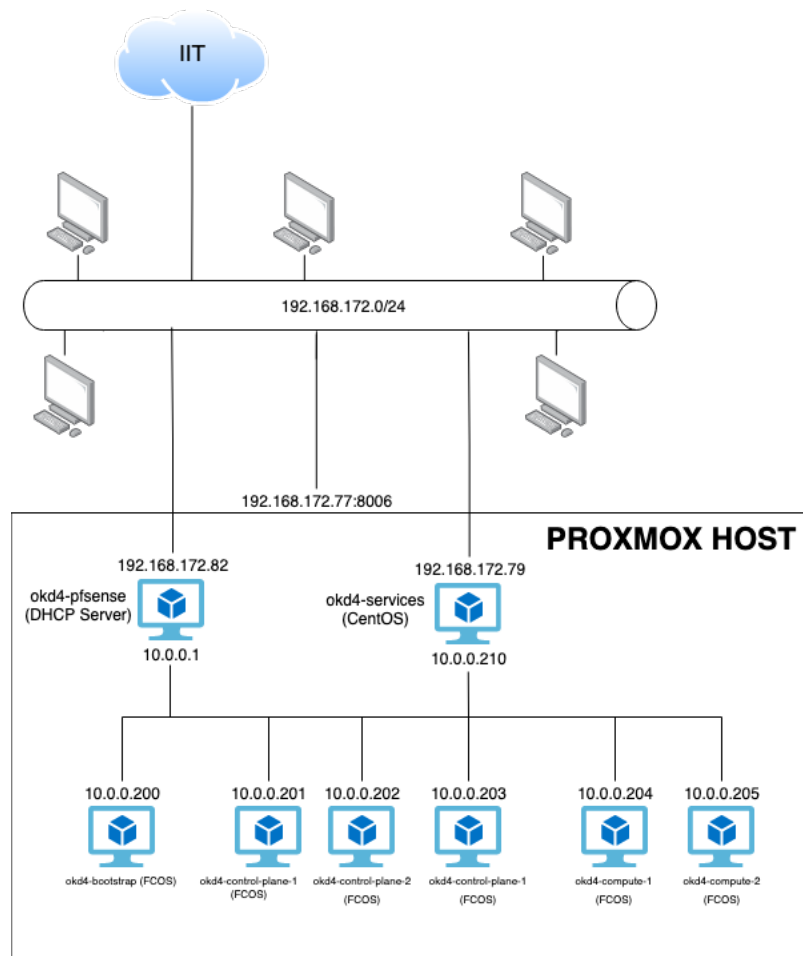 IIT
192.168.172.0/24
192.168.172.77:8006
PROXMOX HOST
192.168.172.82
okd4-pfsense
(DHCP Server)
10.0.0.1
192.168.172.79
okd4-services
(CentOS)
10.0.0.210
10.0.0.200
10.0.0.201
10.0.0.202
10.0.0.203
10.0.0.204
10.0.0.205
okd4-bootstrap (FCOS)
okd4-control-plane-1
(FCOS)
okd4-control-plane-2
(FCOS)
okd4-control-plane-1
(FCOS)
okd4-compute-1
(FCOS)
okd4-compute-2
(FCOS)